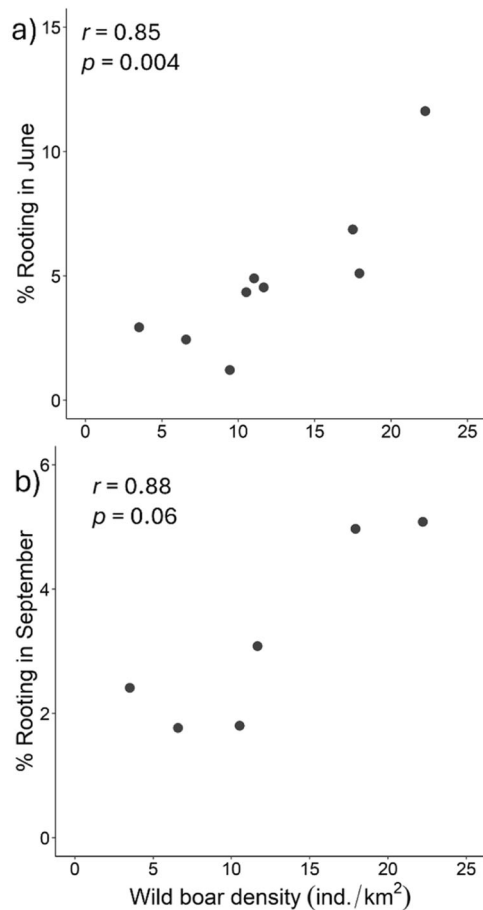 a)
r = 0.85
p = 0.004
% Rooting in June
15
10
5
0
0 5 10 15 20 25
b)
r = 0.88
p = 0.06
% Rooting in September
6
4
2
0
0 5 10 15 20 25
Wild boar density (ind./km²)